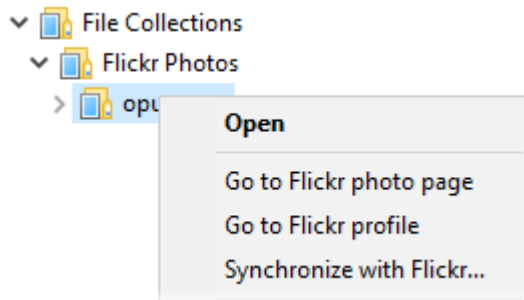 File Collections
Flickr Photos
Open
Go to Flickr photo page
Go to Flickr profile
Synchronize with Flickr...